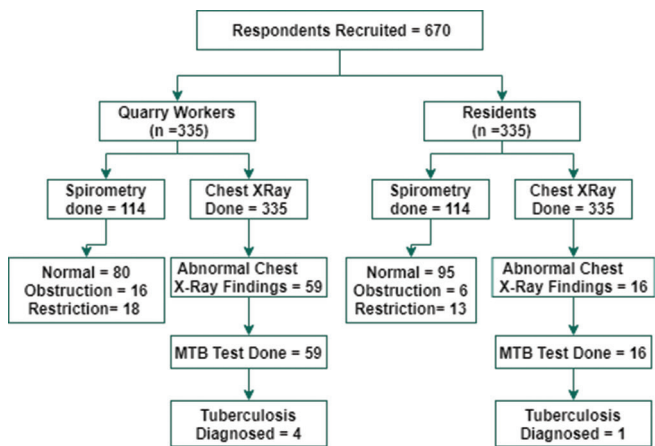 Respondents Recruited = 670
Quarry Workers
(n =335)
Residents
(n =335)
Spirometry
done = 114
Chest XRay
Done = 335
Spirometry
done = 114
Chest XRay
Done = 335
Normal = 80
Obstruction = 16
Restriction= 18
Abnormal Chest
X-Ray Findings = 59
Normal = 95
Obstruction = 6
Restriction= 13
Abnormal Chest
X-Ray Findings = 16
MTB Test Done = 59
MTB Test Done = 16
Tuberculosis
Diagnosed = 4
Tuberculosis
Diagnosed = 1